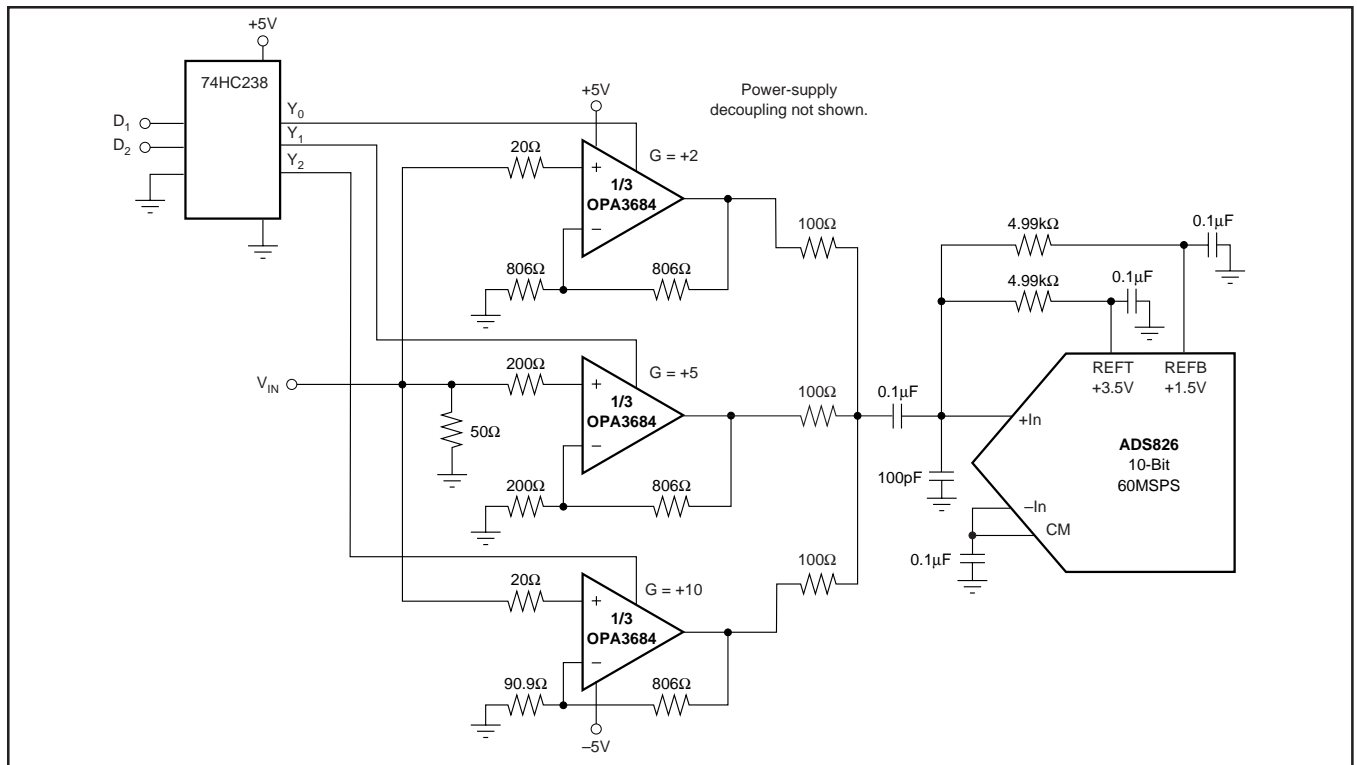 +5V
74HC238
D1
D2
Y0
Y1
Y2
+5V
Power-supply
decoupling not shown.
20Ω
+
G = +2
1/3
OPA3684
–
806Ω
806Ω
100Ω
4.99kΩ
0.1µF
4.99kΩ
0.1µF
VIN
50Ω
200Ω
+
G = +5
1/3
OPA3684
–
200Ω
806Ω
100Ω
0.1µF
100pF
REFT
+3.5V
REFB
+1.5V
+In
ADS826
10-Bit
60MSPS
–In
CM
0.1µF
20Ω
+
G = +10
1/3
OPA3684
–
90.9Ω
806Ω
100Ω
–5V